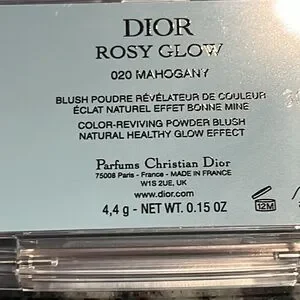 DIOR
ROSY GLOW
020 MAHOGANY
BLUSH POUDRE RÉVÉLATEUR DE COULEUR
ÉCLAT NATUREL EFFET BONNE MINE
COLOR-REVIVING POWDER BLUSH
NATURAL HEALTHY GLOW EFFECT
Parfums Christian Dior
75008 Paris - France - MADE IN FRANCE
W1S 2UE, UK
www.dior.com
4,4 g - NET WT. 0.15 OZ
12M